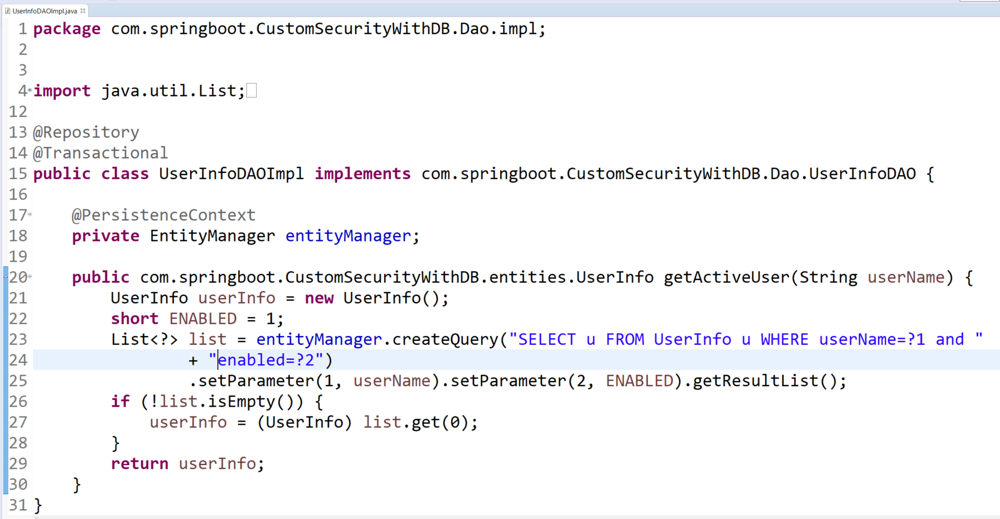 UserInfoDAOImpl.java
1 package com.springboot.CustomSecurityWithDB.Dao.impl;
2
3
4 import java.util.List;
12
13 @Repository
14 @Transactional
15 public class UserInfoDAOImpl implements com.springboot.CustomSecurityWithDB.Dao.UserInfoDAO {
16
17     @PersistenceContext
18     private EntityManager entityManager;
19
20     public com.springboot.CustomSecurityWithDB.entities.UserInfo getActiveUser(String userName) {
21         UserInfo userInfo = new UserInfo();
22         short ENABLED = 1;
23         List<?> list = entityManager.createQuery("SELECT u FROM UserInfo u WHERE userName=?1 and "
24                 + "enabled=?2")
25                 .setParameter(1, userName).setParameter(2, ENABLED).getResultList();
26         if (!list.isEmpty()) {
27             userInfo = (UserInfo) list.get(0);
28         }
29         return userInfo;
30     }
31 }